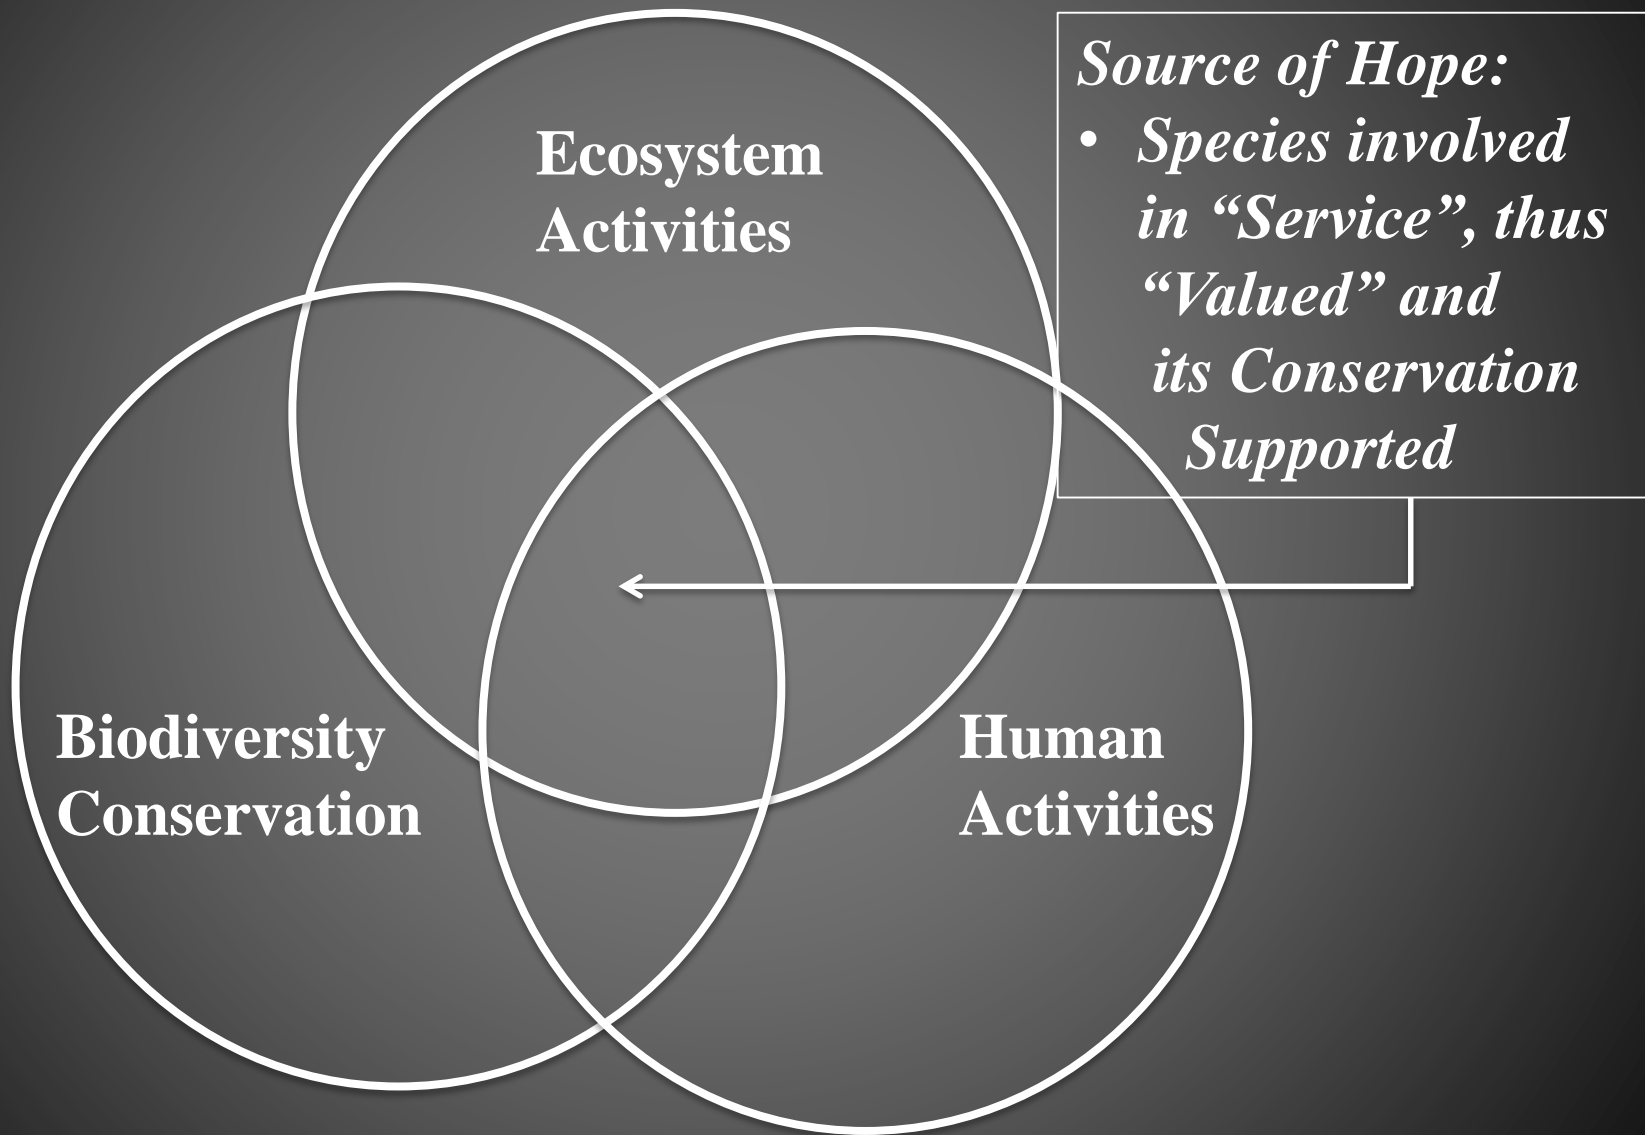 Ecosystem
Activities
Source of Hope:
• Species involved
in “Service”, thus
“Valued” and
its Conservation
Supported
Biodiversity
Conservation
Human
Activities